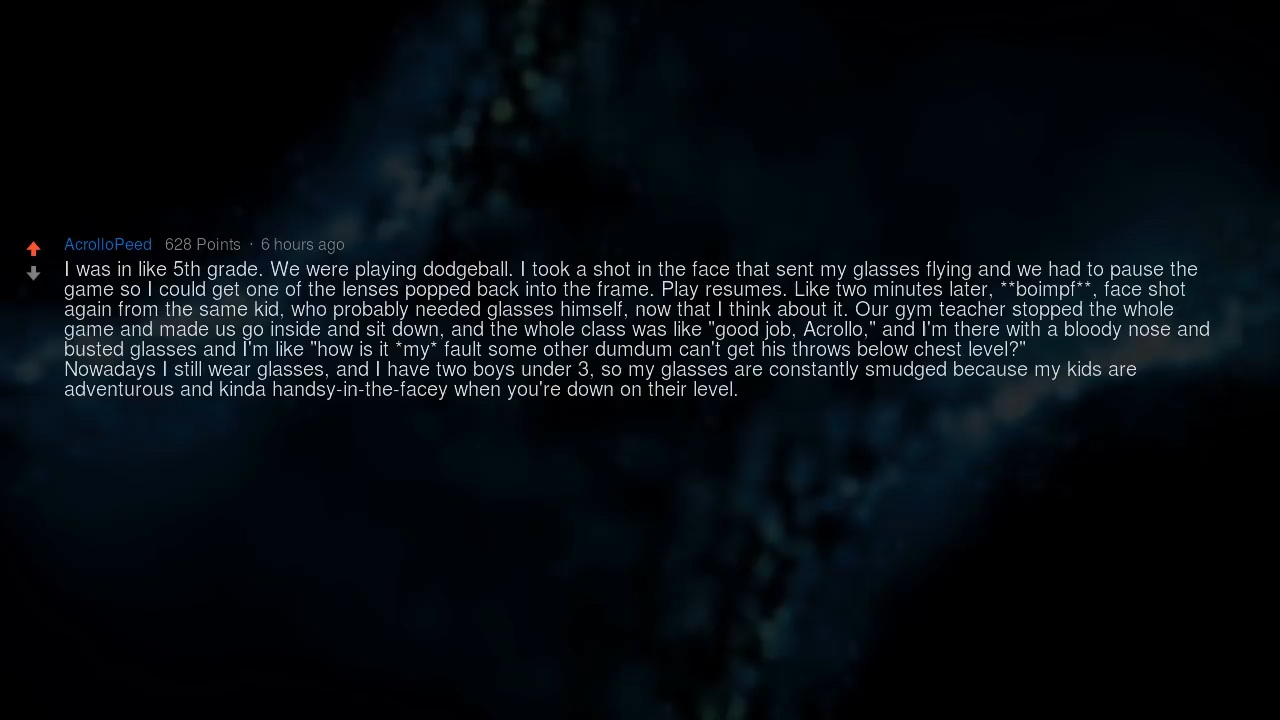 AcrolloPeed 628 Points · 6 hours ago
I was in like 5th grade. We were playing dodgeball. I took a shot in the face that sent my glasses flying and we had to pause the
game so I could get one of the lenses popped back into the frame. Play resumes. Like two minutes later, **boimpf**, face shot
again from the same kid, who probably needed glasses himself, now that I think about it. Our gym teacher stopped the whole
game and made us go inside and sit down, and the whole class was like "good job, Acrollo," and I'm there with a bloody nose and
busted glasses and I'm like "how is it *my* fault some other dumdum can't get his throws below chest level?"
Nowadays I still wear glasses, and I have two boys under 3, so my glasses are constantly smudged because my kids are
adventurous and kinda handsy-in-the-facey when you're down on their level.